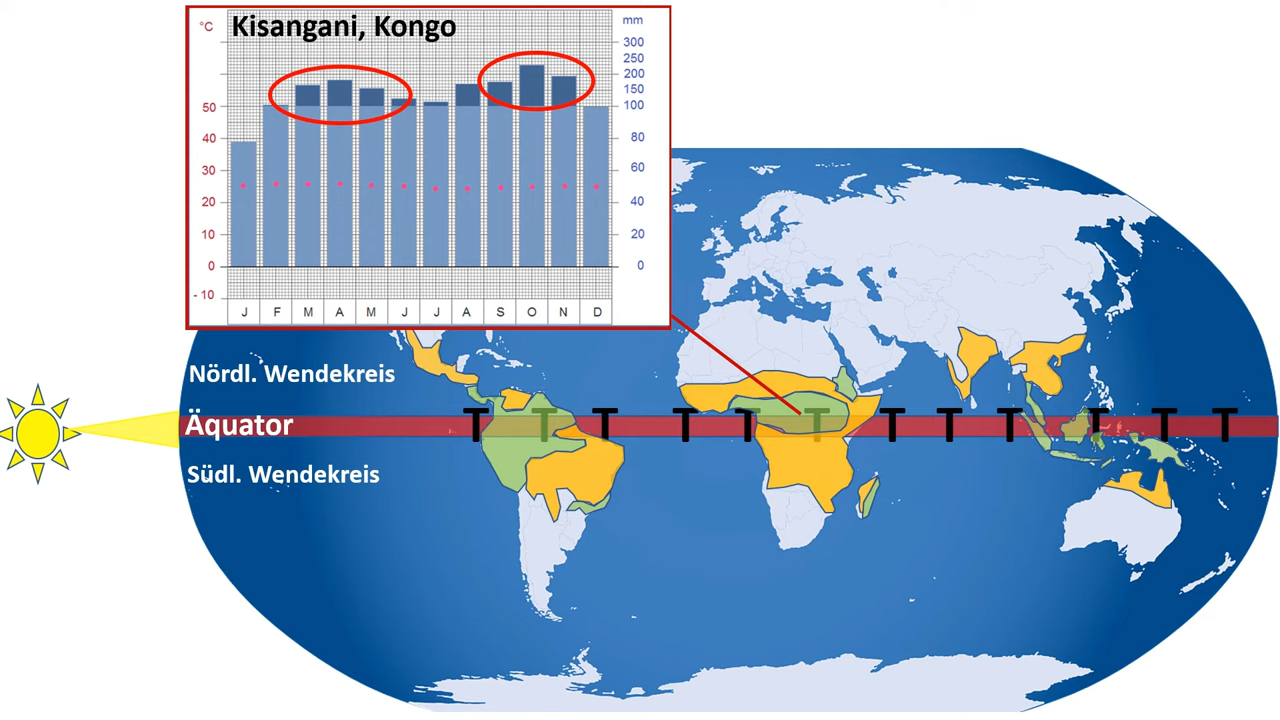 °C
Kisangani, Kongo
mm
300
250
200
150
50 100
40 80
30 60
20 40
10 20
0 0
- 10
J F M A M J J A S O N D
Nördl. Wendekreis
Äquator
T T T T T T T T T T T T T
Südl. Wendekreis